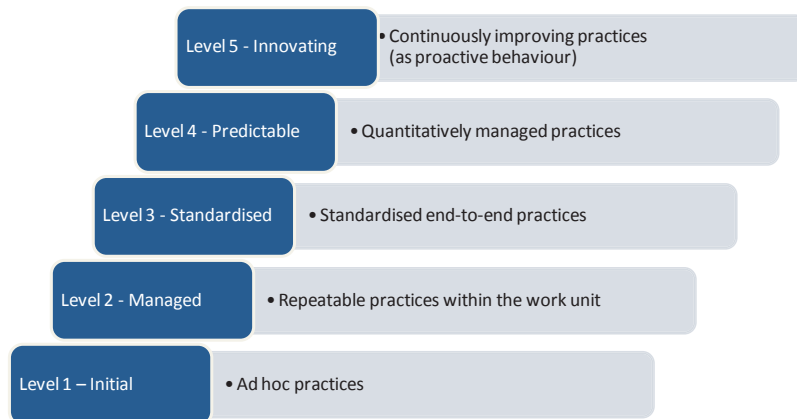 Level 5 - Innovating
• Continuously improving practices
(as proactive behaviour)
Level 4 - Predictable
• Quantitatively managed practices
Level 3 - Standardised
• Standardised end-to-end practices
Level 2 - Managed
• Repeatable practices within the work unit
Level 1 – Initial
• Ad hoc practices